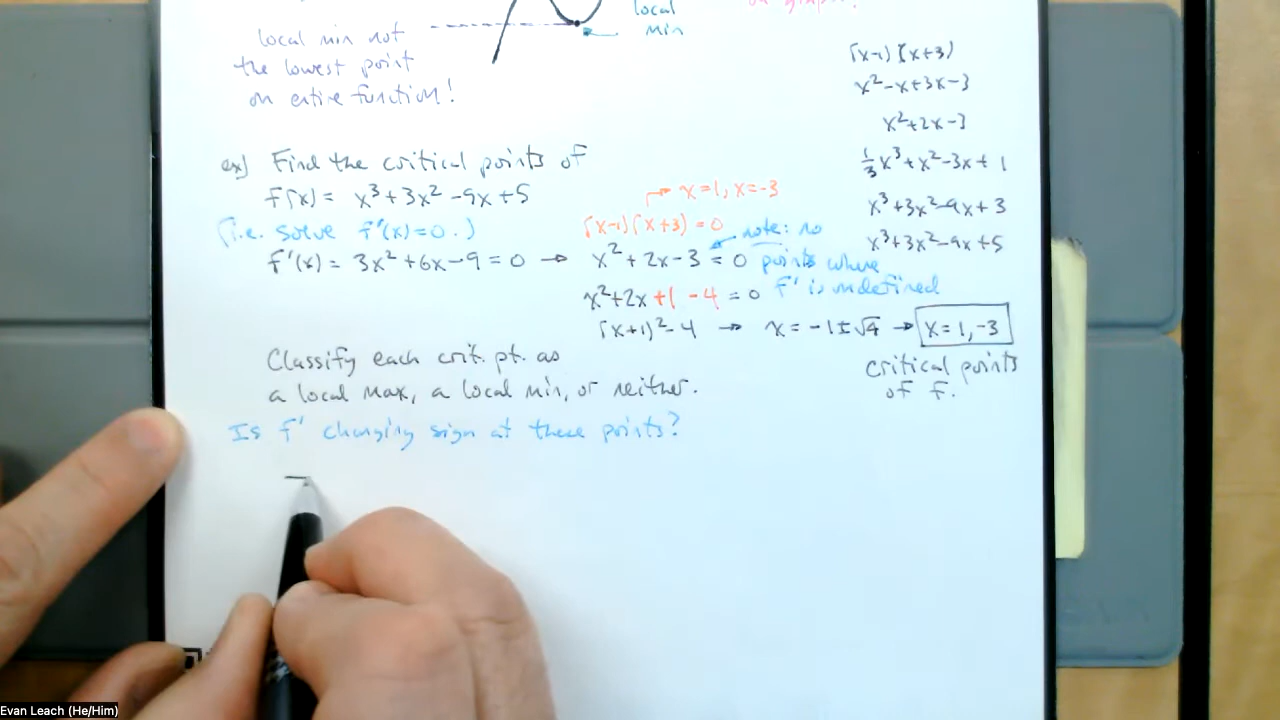 local
min
local min not
the lowest point
on entire function!
(x-1)(x+3)
x²-x+3x-3
x²+2x-3
⅓x³+x²-3x+1
x³+3x²-9x+3
x³+3x²-9x+5
ex) Find the critical points of
f(x) = x³+3x²-9x+5
(i.e. solve f'(x)=0.)
f'(x) = 3x²+6x-9 = 0 → x²+2x-3 = 0
(x-1)(x+3) = 0
→ x=1, x=-3
note: no
points where
f' is undefined
x²+2x+1-4 = 0
(x+1)²-4 → x = -1±√4 → x=1,-3
critical points
of f.
Classify each crit. pt. as
a local max, a local min, or neither.
Is f' changing sign at these points?
Evan Leach (He/Him)